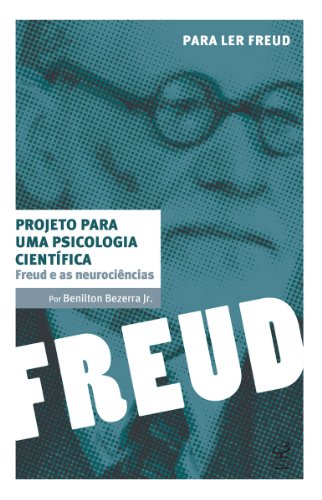 PARA LER FREUD
PROJETO PARA
UMA PSICOLOGIA
CIENTÍFICA
Freud e as neurociências
Por Benilton Bezerra Jr.
FREUD